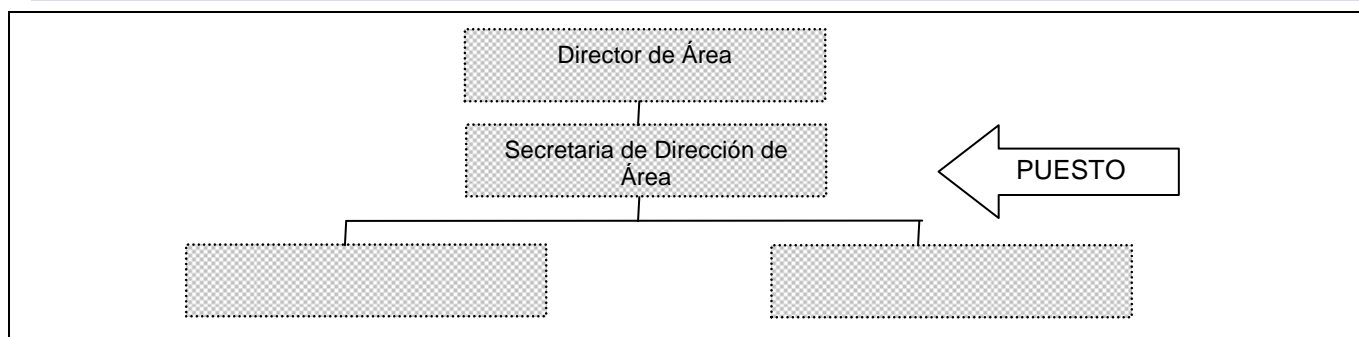 Director de Área
Secretaria de Dirección de
Área
PUESTO